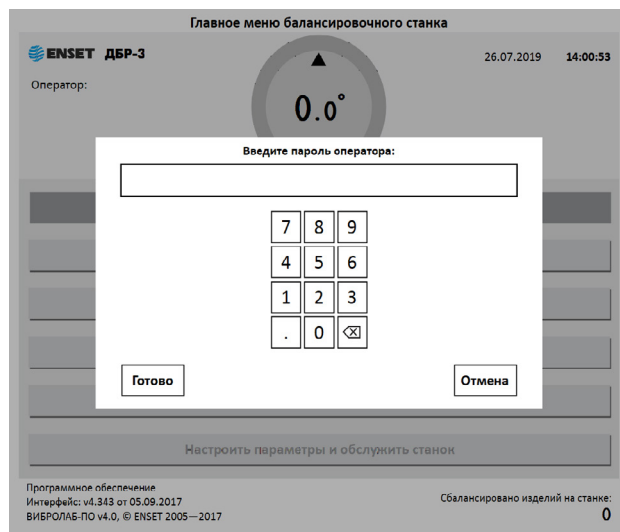 Главное меню балансировочного станка
ENSET ДБР-3
26.07.2019 14:00:53
Оператор:
0.0°
Введите пароль оператора:
7 8 9
4 5 6
1 2 3
. 0
Готово
Отмена
Настроить параметры и обслужить станок
Программное обеспечение
Интерфейс: v4.343 от 05.09.2017
ВИБРОЛАБ-ПО v4.0, © ENSET 2005—2017
Сбалансировано изделий на станке:
0